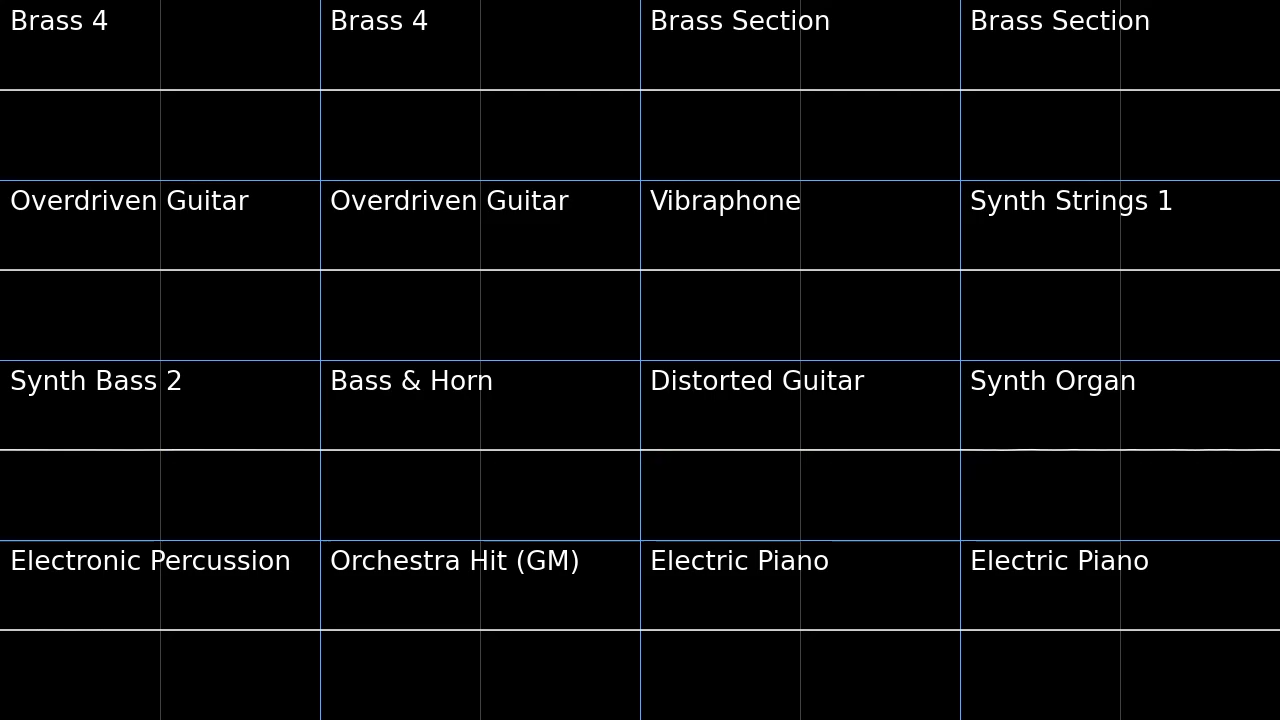 Brass 4
Brass 4
Brass Section
Brass Section
Overdriven Guitar
Overdriven Guitar
Vibraphone
Synth Strings 1
Synth Bass 2
Bass & Horn
Distorted Guitar
Synth Organ
Electronic Percussion
Orchestra Hit (GM)
Electric Piano
Electric Piano